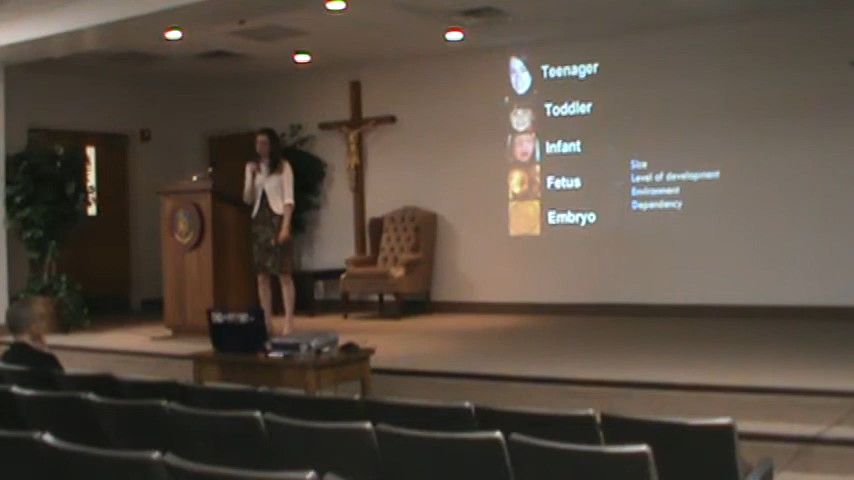 Teenager
Toddler
Infant
Fetus
Embryo
Size
Level of development
Environment
Dependency